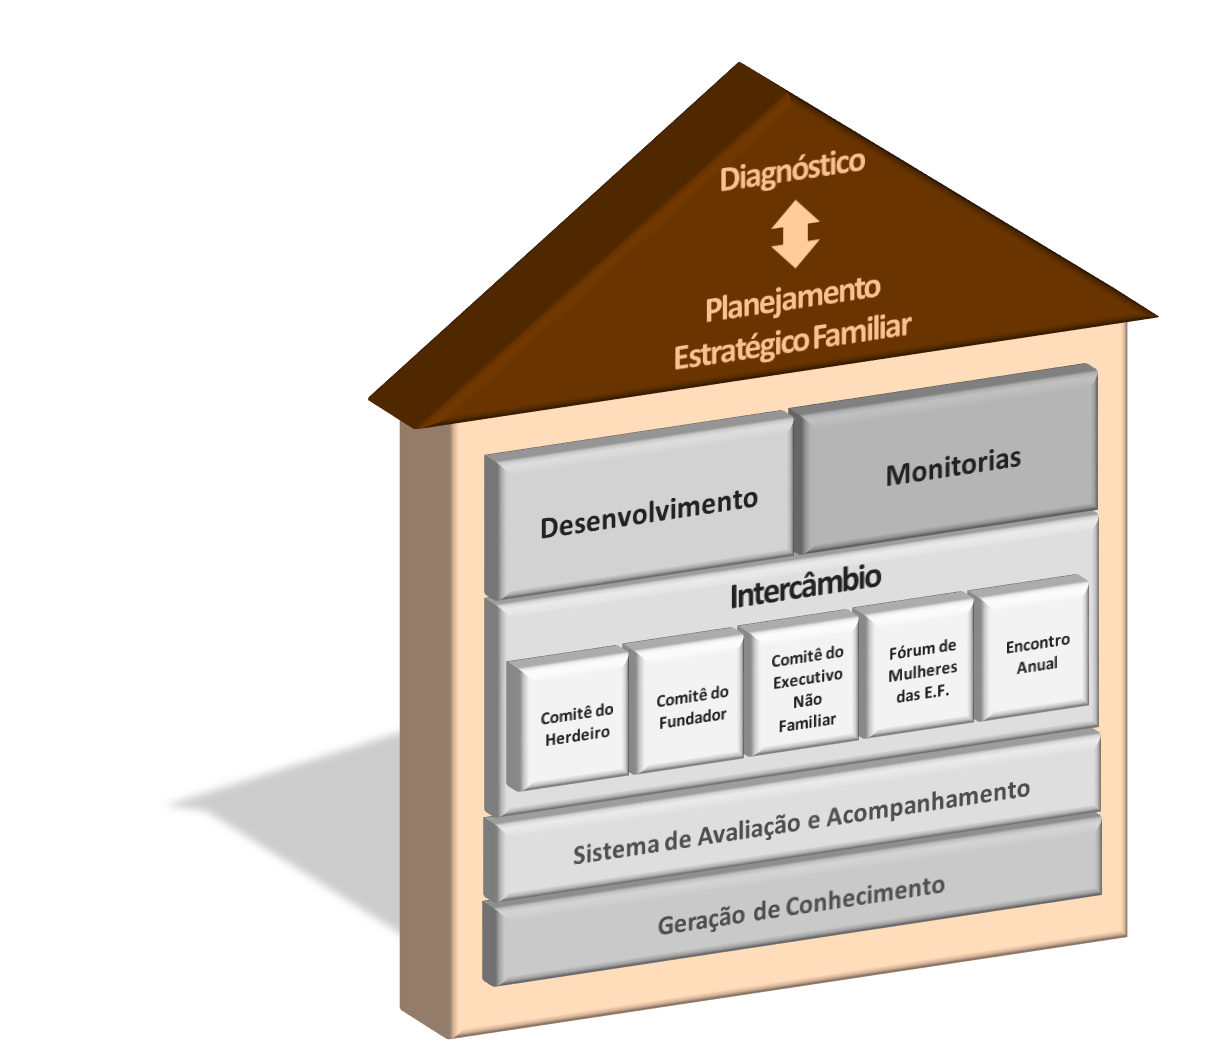 Diagnóstico
Planejamento
Estratégico Familiar
Desenvolvimento
Monitorias
Intercâmbio
Comitê do
Herdeiro
Comitê do
Fundador
Comitê do
Executivo
Não
Familiar
Fórum de
Mulheres
das E.F.
Encontro
Anual
Sistema de Avaliação e Acompanhamento
Geração de Conhecimento